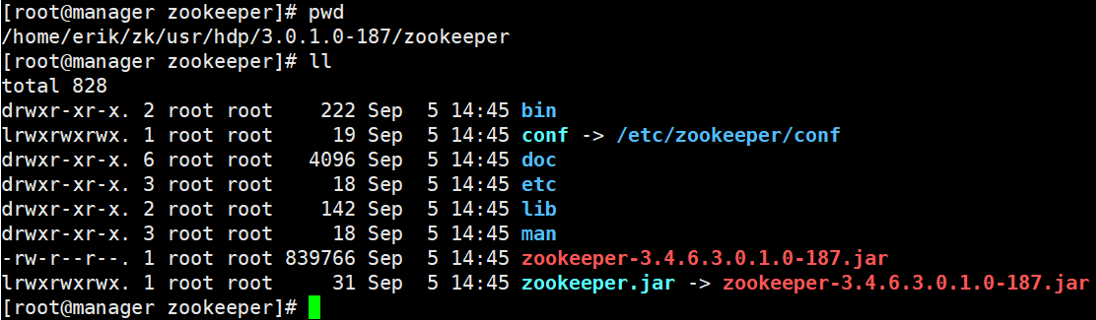 [root@manager zookeeper]# pwd
/home/erik/zk/usr/hdp/3.0.1.0-187/zookeeper
[root@manager zookeeper]# ll
total 828
drwxr-xr-x. 2 root root    222 Sep  5 14:45 bin
lrwxrwxrwx. 1 root root     19 Sep  5 14:45 conf -> /etc/zookeeper/conf
drwxr-xr-x. 6 root root   4096 Sep  5 14:45 doc
drwxr-xr-x. 3 root root     18 Sep  5 14:45 etc
drwxr-xr-x. 2 root root    142 Sep  5 14:45 lib
drwxr-xr-x. 3 root root     18 Sep  5 14:45 man
-rw-r--r--. 1 root root 839766 Sep  5 14:45 zookeeper-3.4.6.3.0.1.0-187.jar
lrwxrwxrwx. 1 root root     31 Sep  5 14:45 zookeeper.jar -> zookeeper-3.4.6.3.0.1.0-187.jar
[root@manager zookeeper]#